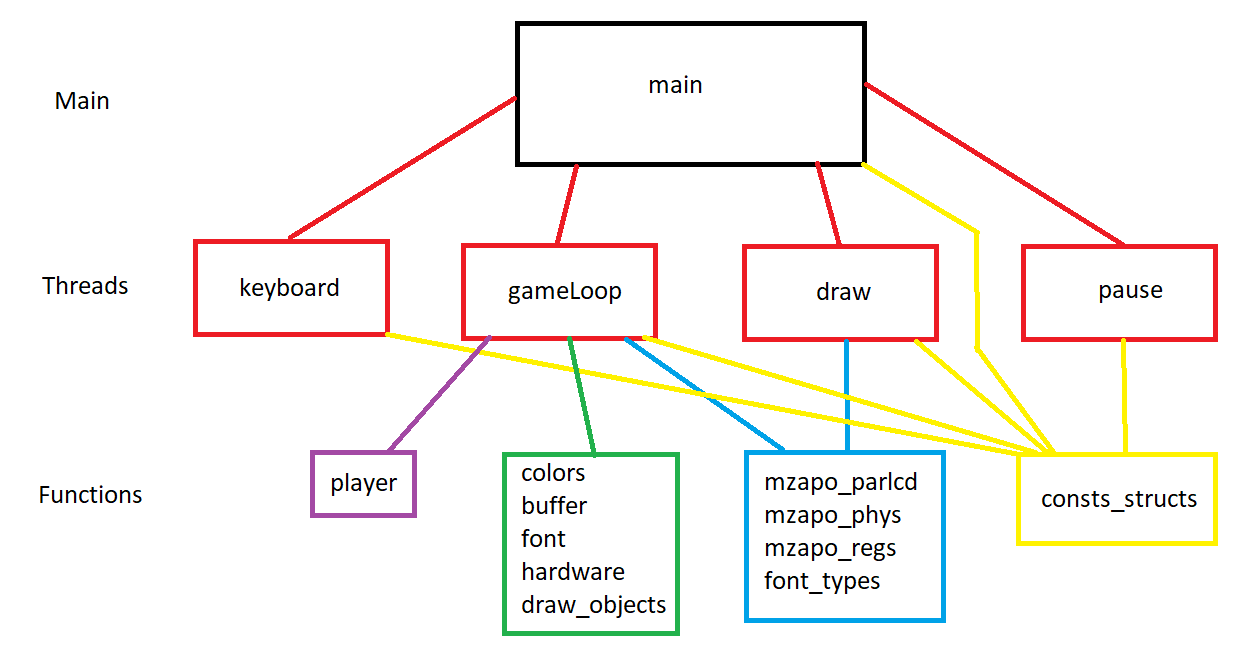 Main
main
Threads
keyboard
gameLoop
draw
pause
Functions
player
colors
buffer
font
hardware
draw_objects
mzapo_parlcd
mzapo_phys
mzapo_regs
font_types
consts_structs